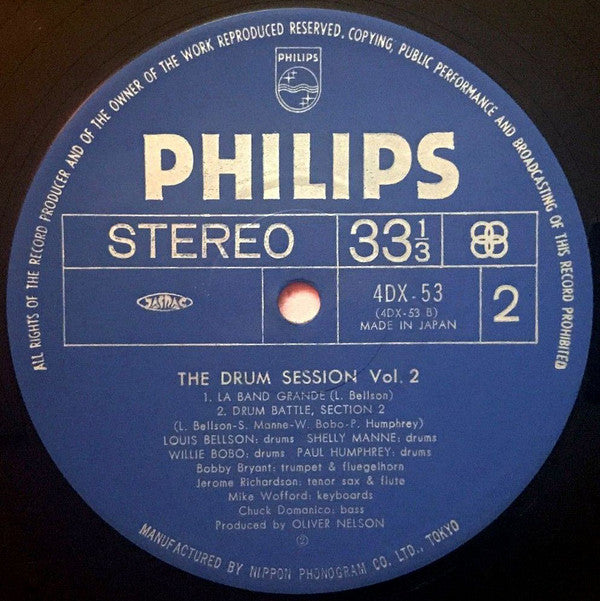 ALL RIGHTS OF THE RECORD PRODUCER AND OF THE OWNER OF THE WORK REPRODUCED RESERVED, COPYING, PUBLIC PERFORMANCE AND BROADCASTING OF THIS RECORD PROHIBITED
PHILIPS
PHILIPS
STEREO
33 1/3
JASRAC
4DX-53
(4DX-53 B)
MADE IN JAPAN
2
THE DRUM SESSION Vol. 2
1. LA BAND GRANDE (L. Bellson)
2. DRUM BATTLE, SECTION 2
(L. Bellson-S. Manne-W. Bobo-P. Humphrey)
LOUIS BELLSON: drums SHELLY MANNE: drums
WILLIE BOBO: drums PAUL HUMPHREY: drums
Bobby Bryant: trumpet & fluegelhorn
Jerome Richardson: tenor sax & flute
Mike Wofford: keyboards
Chuck Domanico: bass
Produced by OLIVER NELSON
②
MANUFACTURED BY NIPPON PHONOGRAM CO. LTD., TOKYO